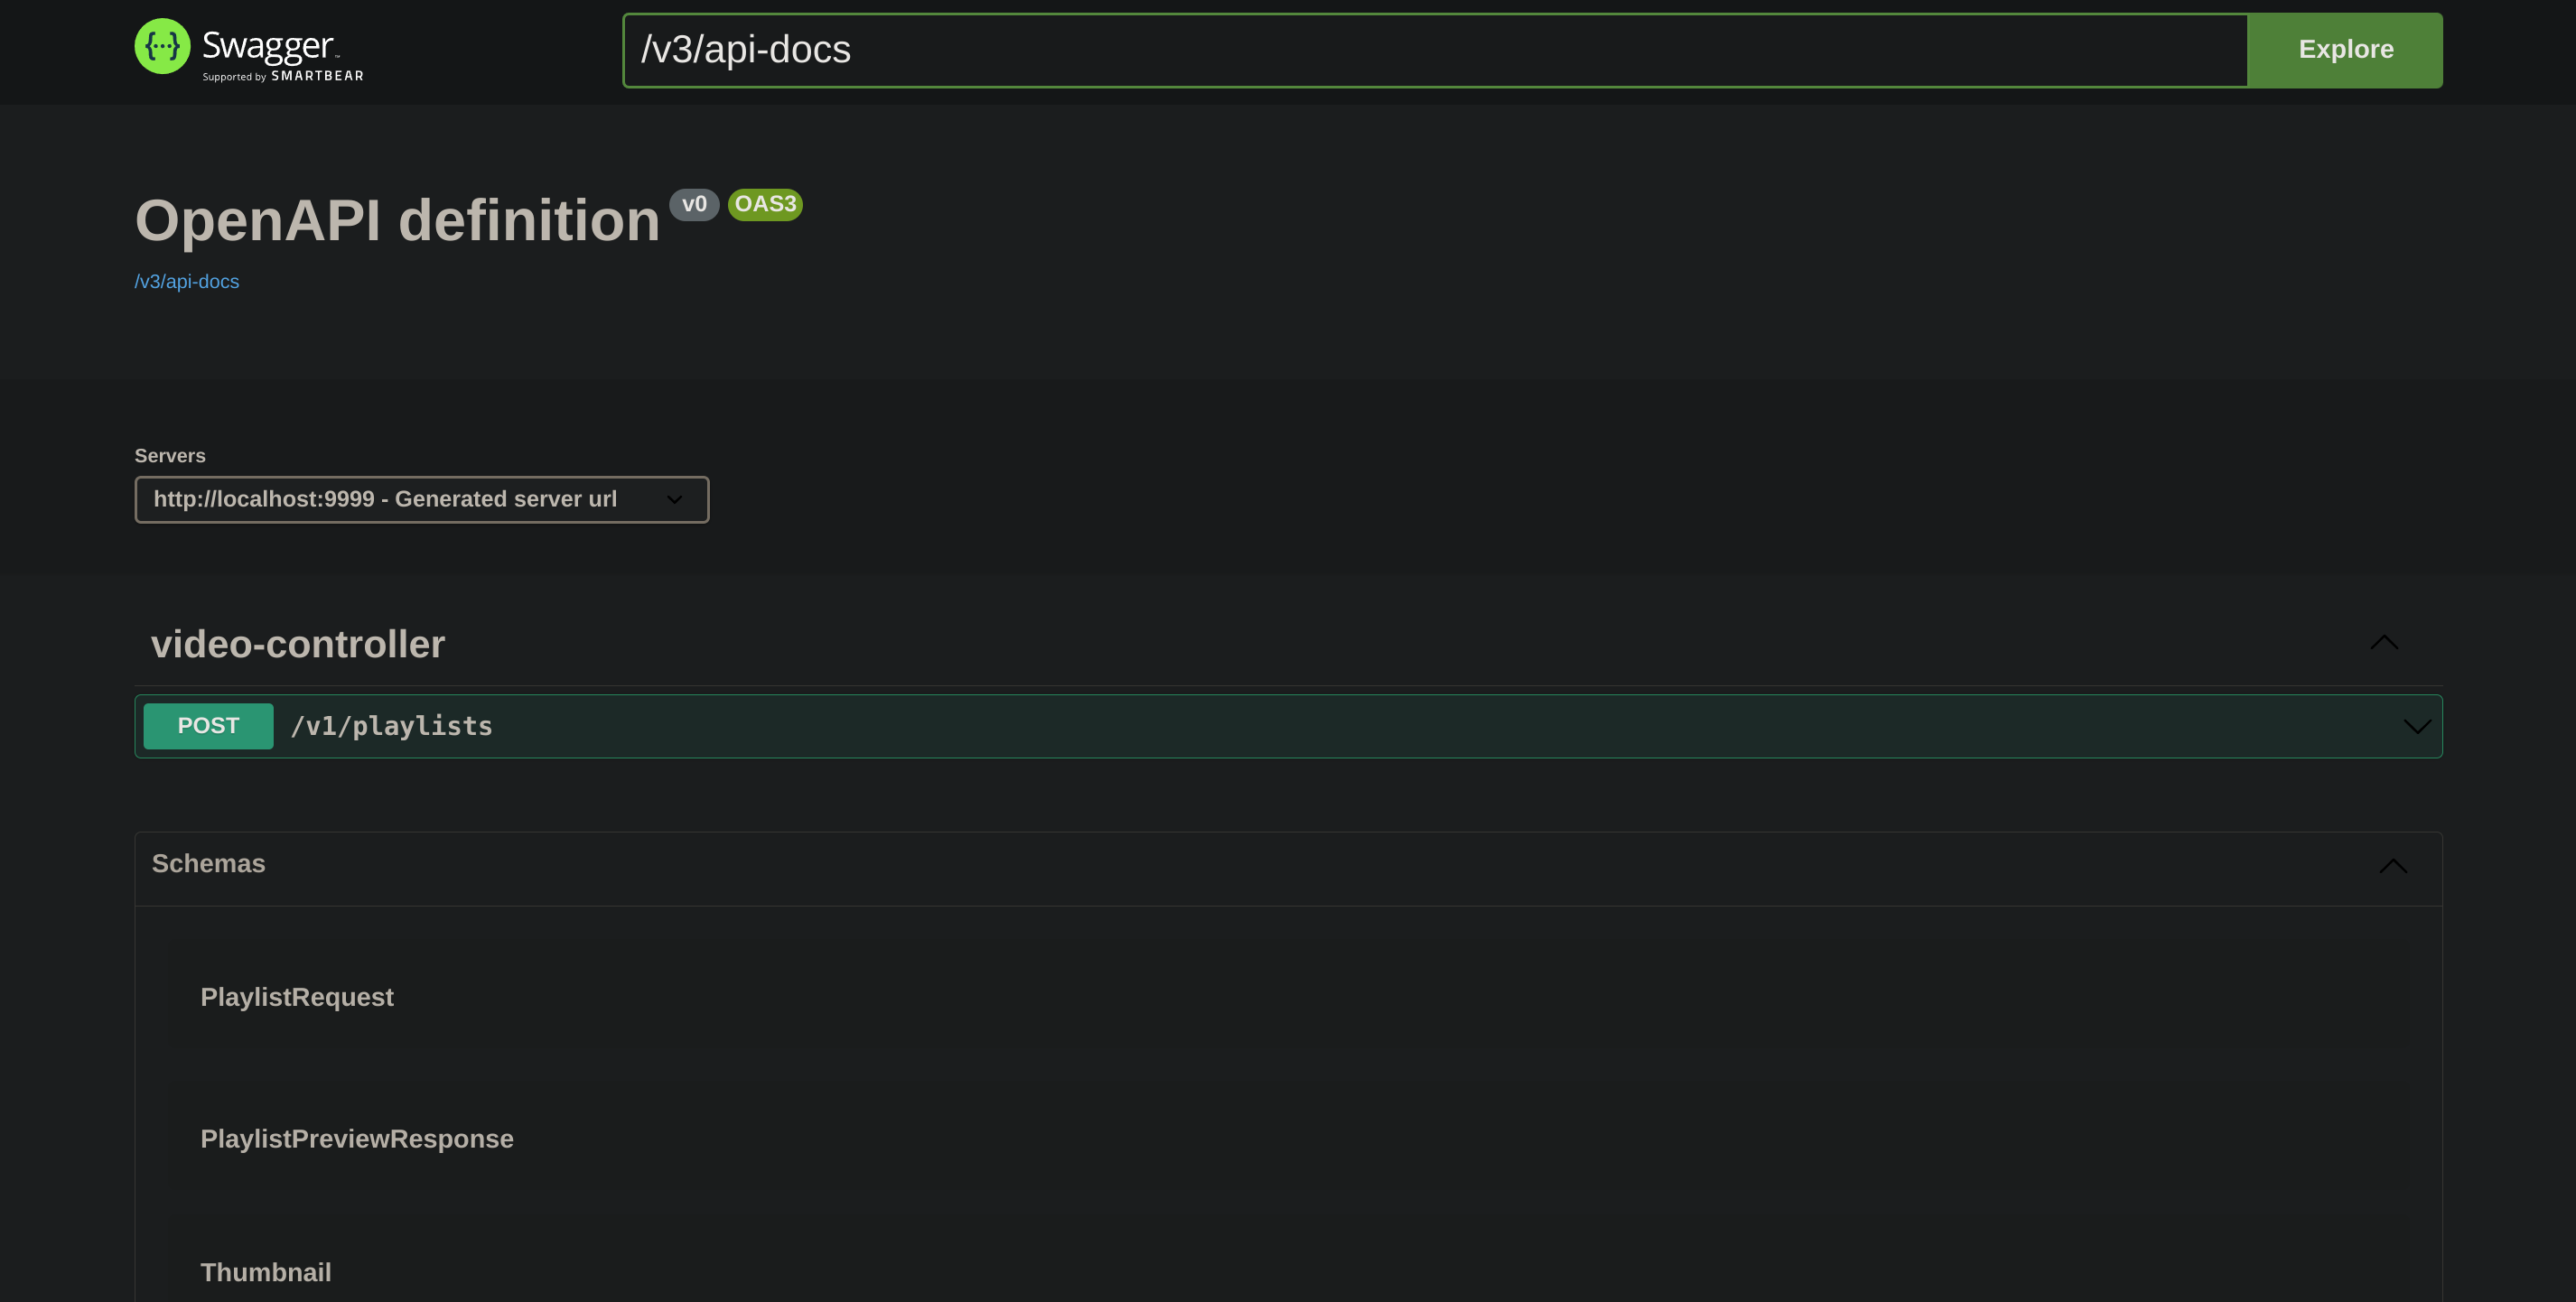 Swagger™
Supported by SMARTBEAR
/v3/api-docs
Explore
OpenAPI definition v0 OAS3
/v3/api-docs
Servers
http://localhost:9999 - Generated server url
video-controller
POST /v1/playlists
Schemas
PlaylistRequest
PlaylistPreviewResponse
Thumbnail